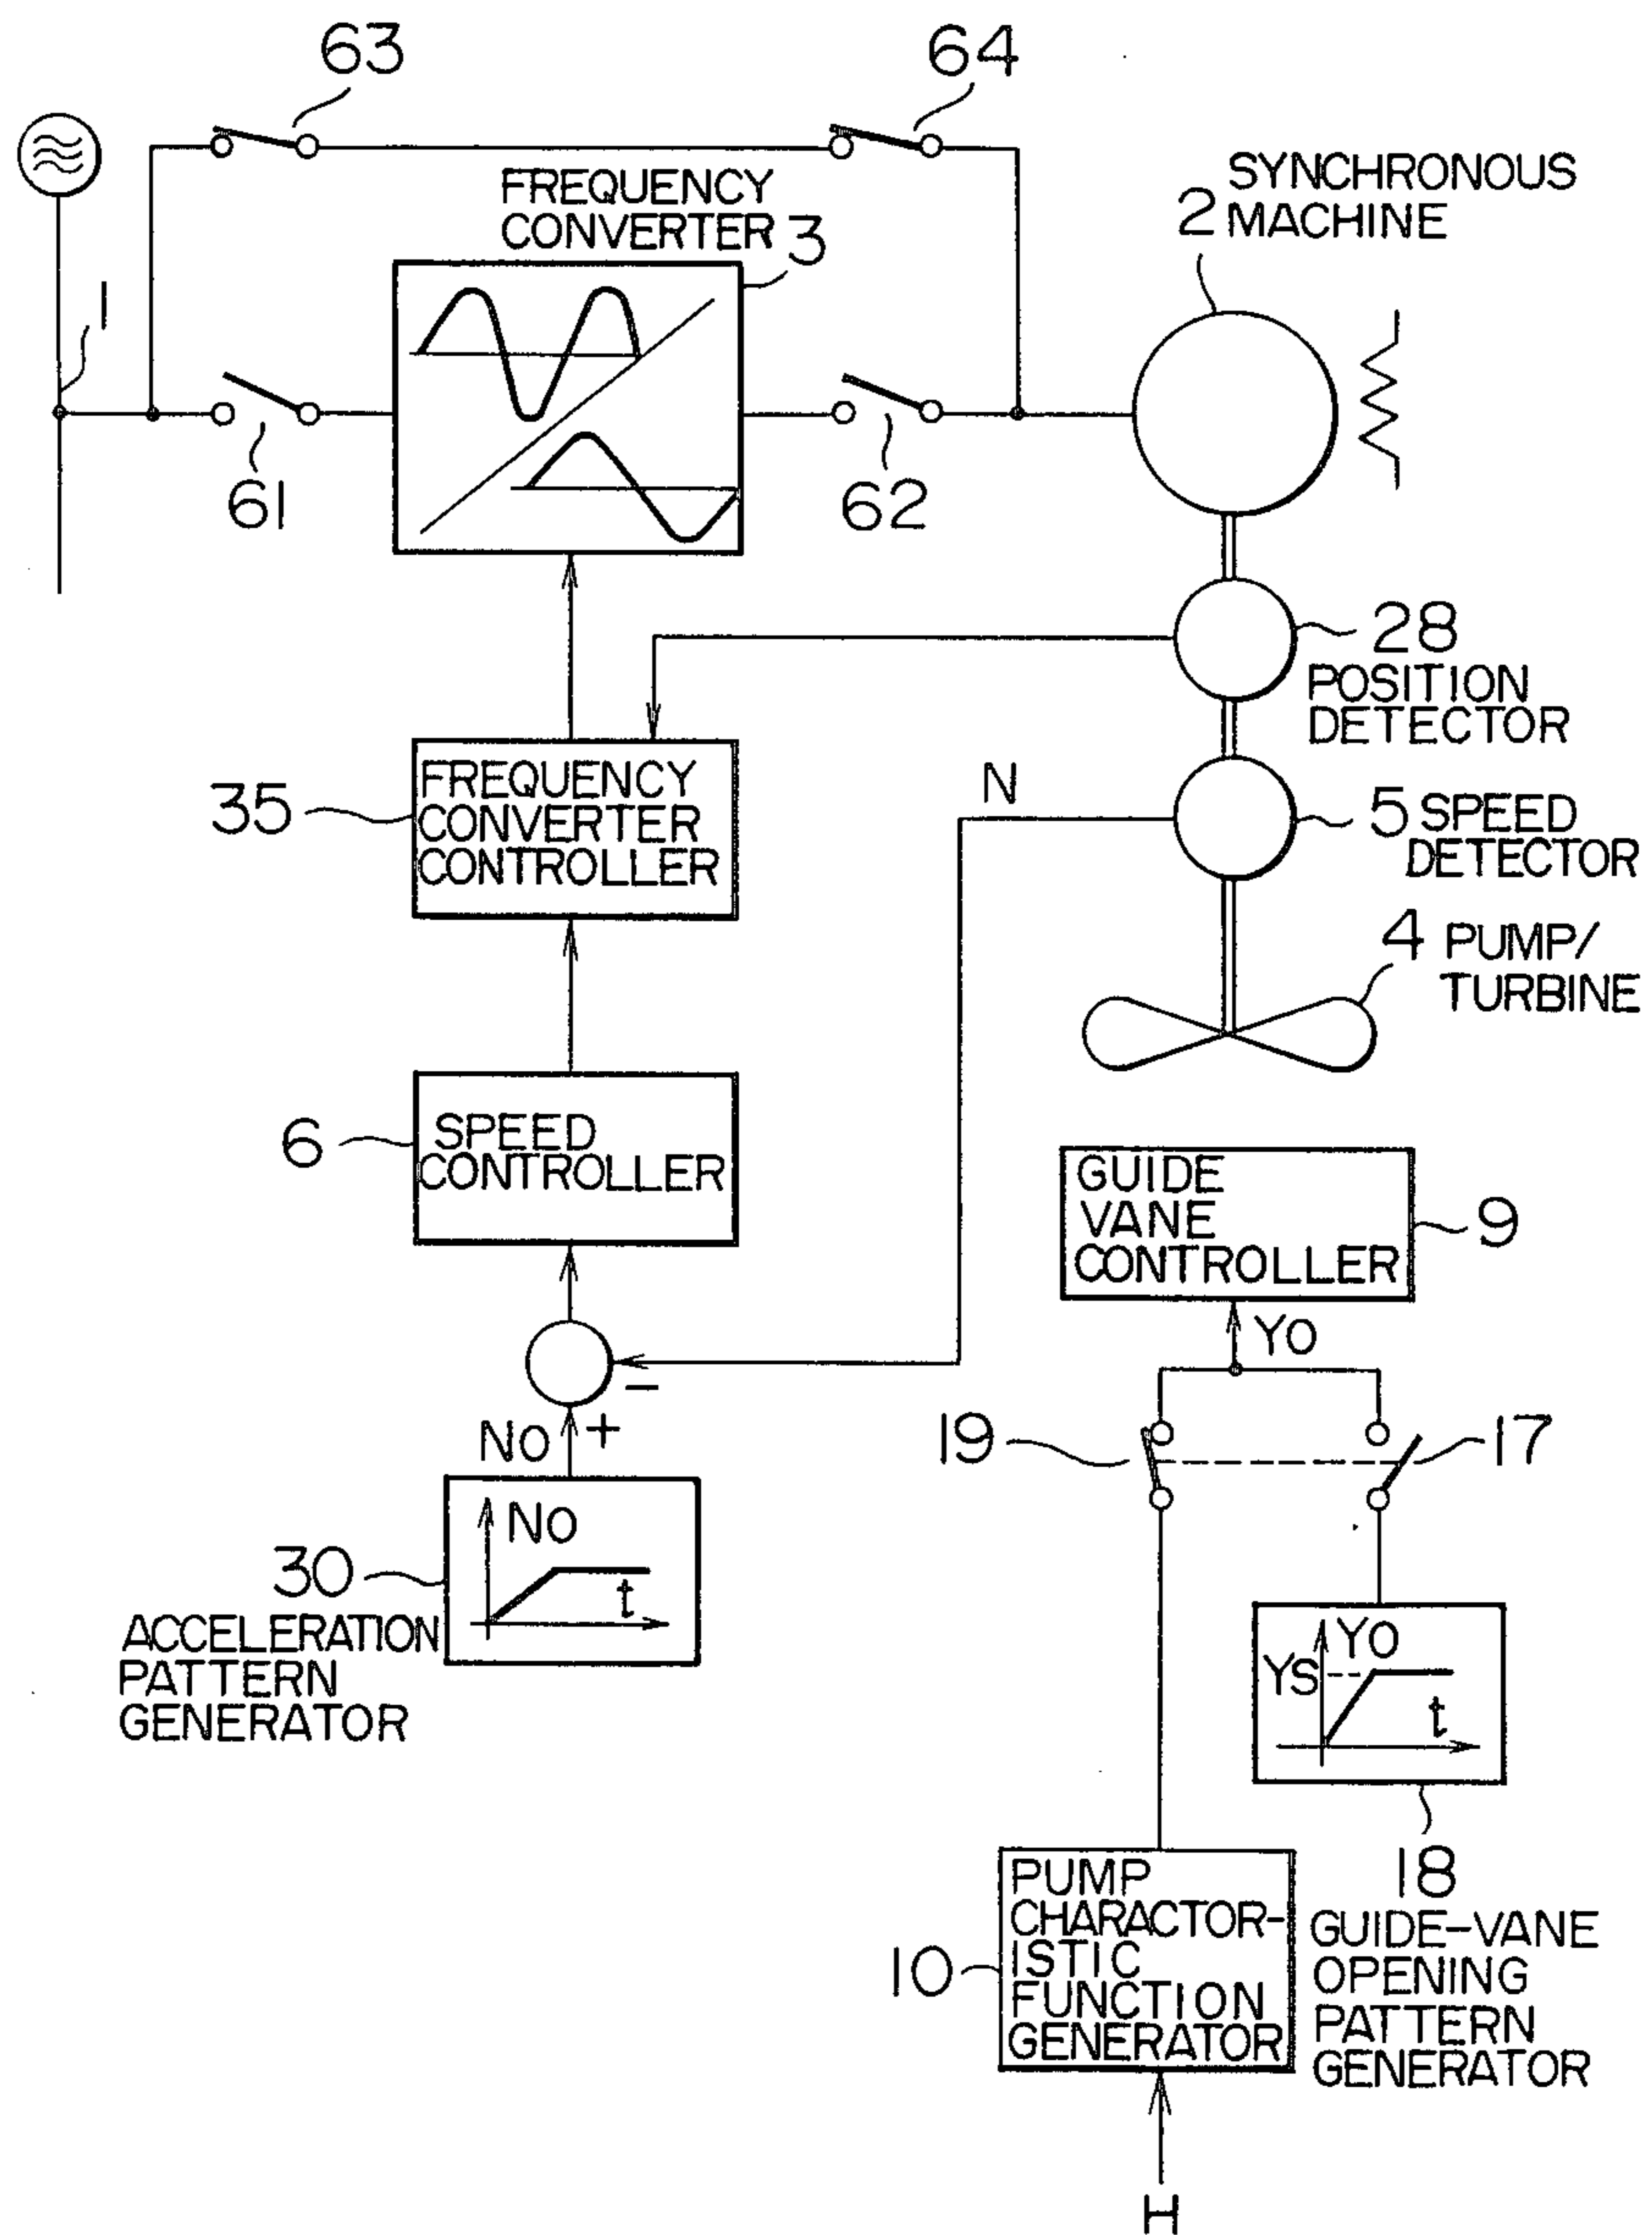 63
64
FREQUENCY
CONVERTER 3
SYNCHRONOUS
2 MACHINE
1
61
62
28
POSITION
DETECTOR
35
FREQUENCY
CONVERTER
CONTROLLER
N
5 SPEED
DETECTOR
4 PUMP/
TURBINE
6
SPEED
CONTROLLER
GUIDE
VANE
CONTROLLER
9
YO
−
NO +
19
17
30
NO
t
ACCELERATION
PATTERN
GENERATOR
YO
YS
t
18
GUIDE-VANE
OPENING
PATTERN
GENERATOR
10
PUMP
CHARACTOR-
ISTIC
FUNCTION
GENERATOR
H